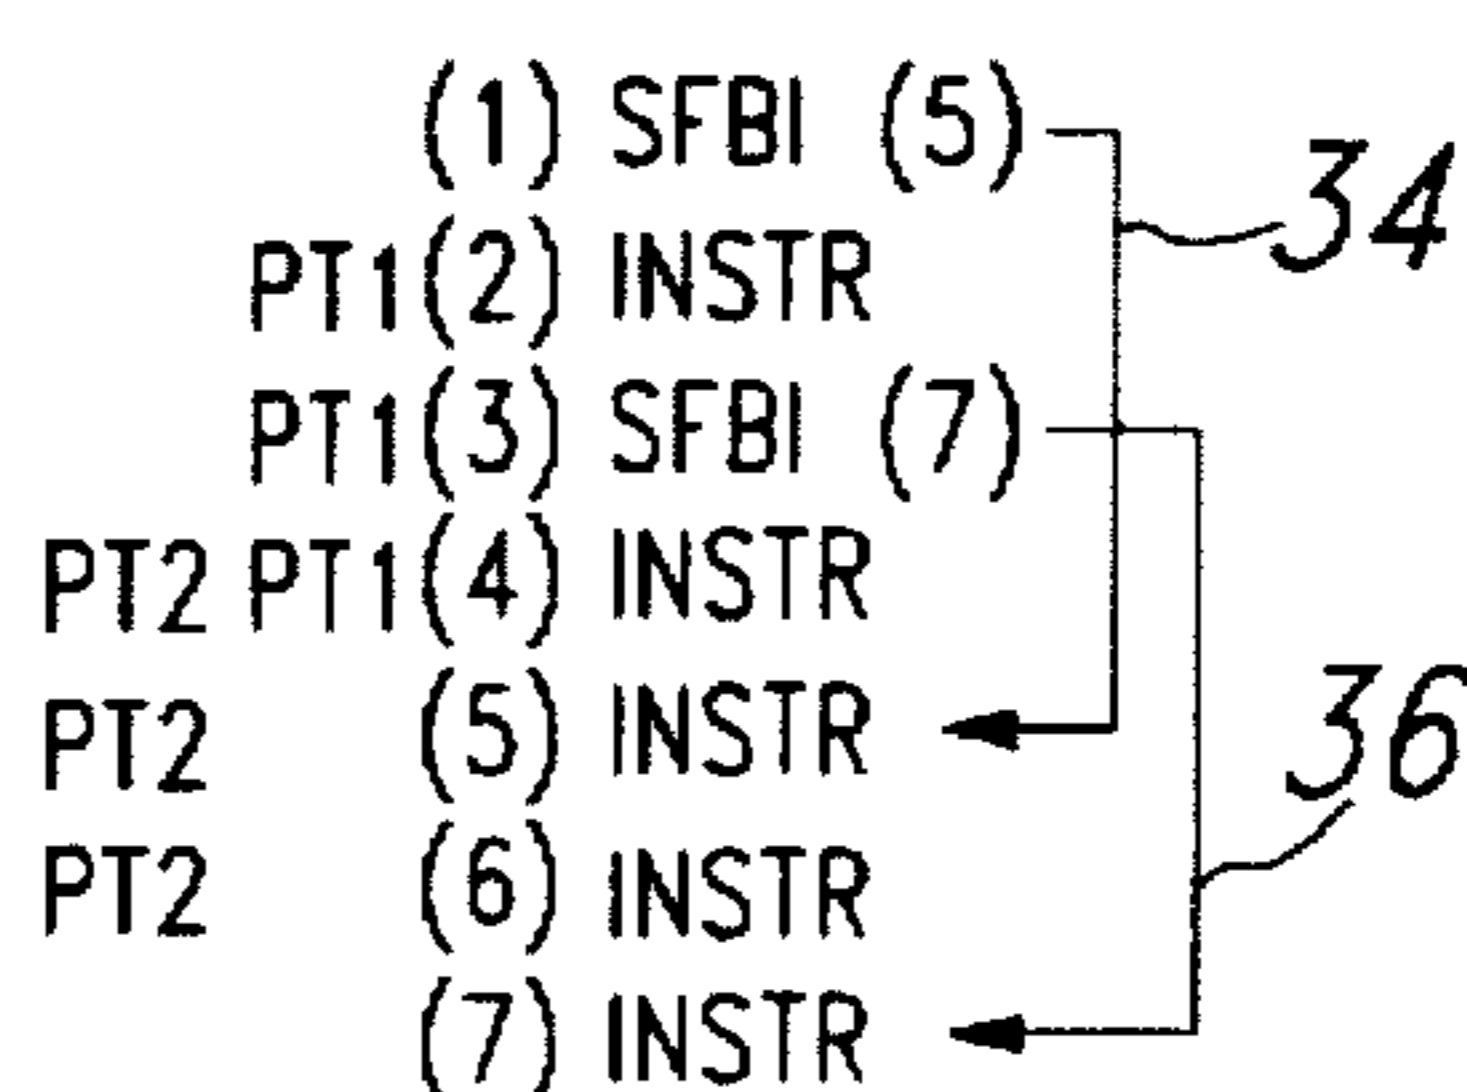 (1) SFBI (5)
34
PT1(2) INSTR
PT1(3) SFBI (7)
PT2 PT1(4) INSTR
PT2 (5) INSTR
36
PT2 (6) INSTR
(7) INSTR